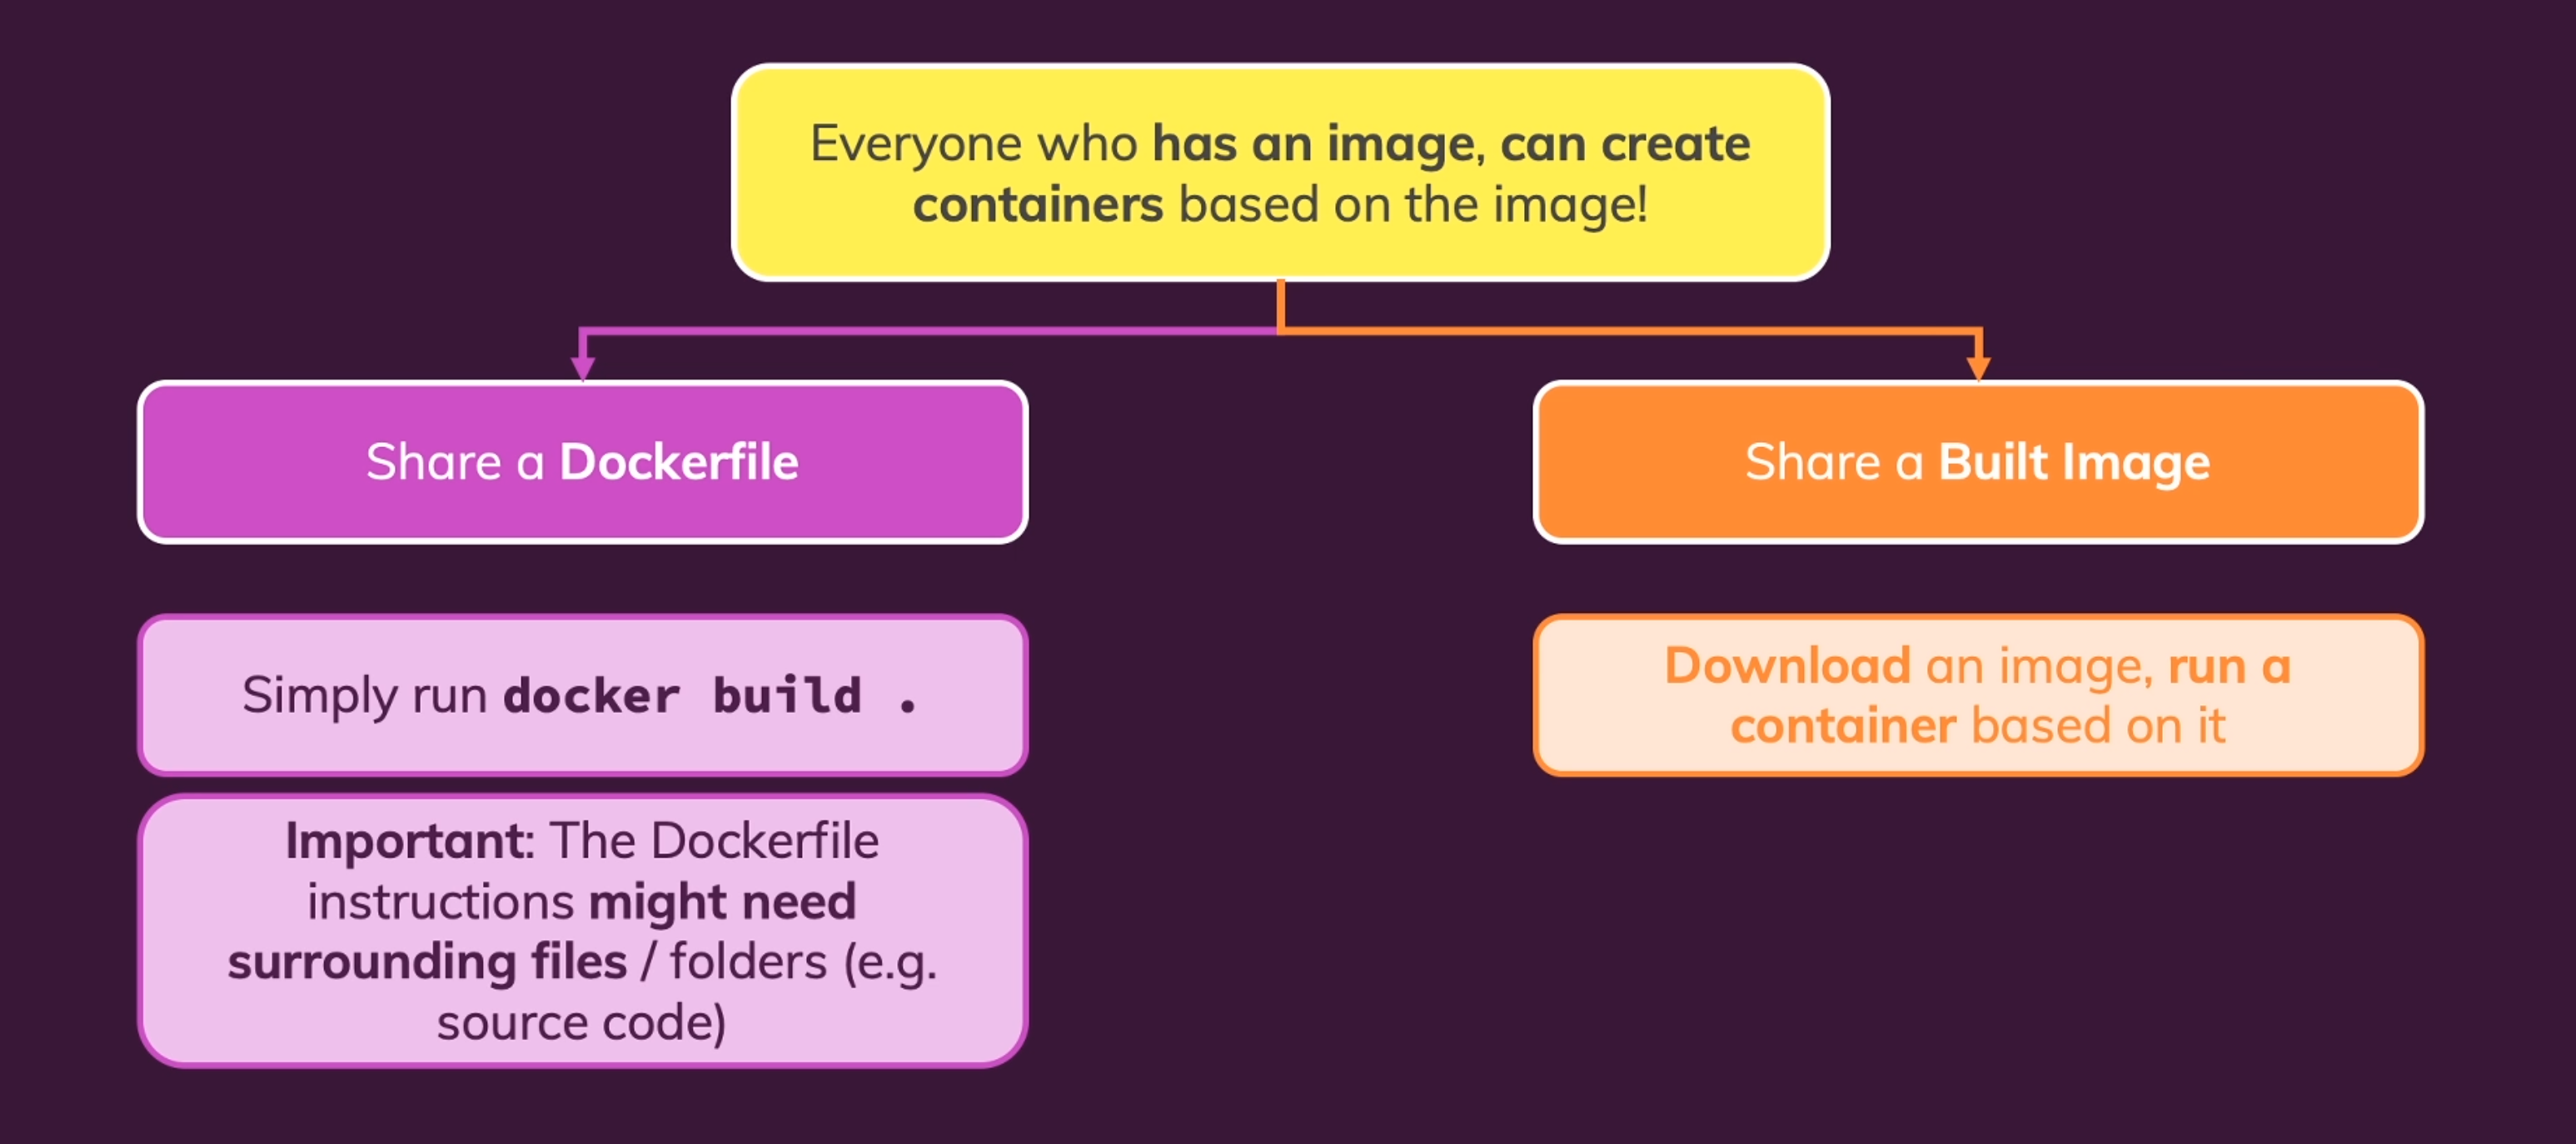 Everyone who has an image, can create
containers based on the image!
Share a Dockerfile
Share a Built Image
Simply run docker build .
Download an image, run a
container based on it
Important: The Dockerfile
instructions might need
surrounding files / folders (e.g.
source code)